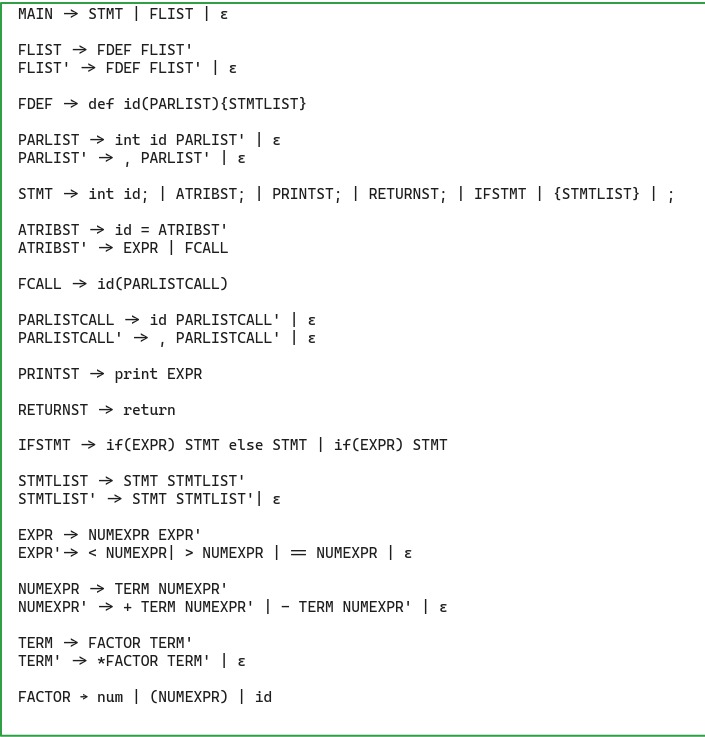 MAIN → STMT | FLIST | ε
FLIST → FDEF FLIST'
FLIST' → FDEF FLIST' | ε
FDEF → def id(PARLIST){STMTLIST}
PARLIST → int id PARLIST' | ε
PARLIST' → , PARLIST' | ε
STMT → int id; | ATRIBST; | PRINTST; | RETURNST; | IFSTMT | {STMTLIST} | ;
ATRIBST → id = ATRIBST'
ATRIBST' → EXPR | FCALL
FCALL → id(PARLISTCALL)
PARLISTCALL → id PARLISTCALL' | ε
PARLISTCALL' → , PARLISTCALL' | ε
PRINTST → print EXPR
RETURNST → return
IFSTMT → if(EXPR) STMT else STMT | if(EXPR) STMT
STMTLIST → STMT STMTLIST'
STMTLIST' → STMT STMTLIST'| ε
EXPR → NUMEXPR EXPR'
EXPR'→ < NUMEXPR| > NUMEXPR | == NUMEXPR | ε
NUMEXPR → TERM NUMEXPR'
NUMEXPR' → + TERM NUMEXPR' | - TERM NUMEXPR' | ε
TERM → FACTOR TERM'
TERM' → *FACTOR TERM' | ε
FACTOR → num | (NUMEXPR) | id